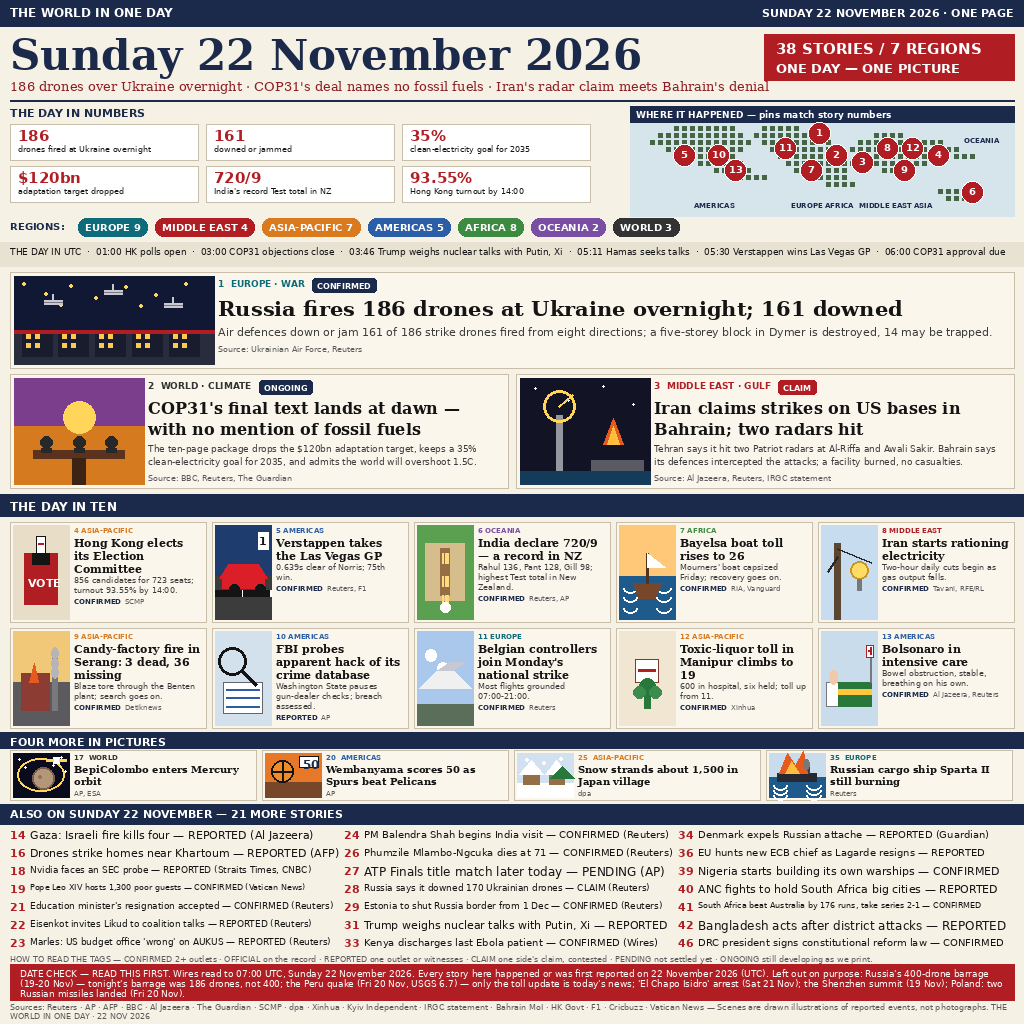 THE WORLD IN ONE DAY
SUNDAY 22 NOVEMBER 2026 · ONE PAGE
Sunday 22 November 2026
38 STORIES / 7 REGIONS
ONE DAY — ONE PICTURE
186 drones over Ukraine overnight · COP31's deal names no fossil fuels · Iran's radar claim meets Bahrain's denial
THE DAY IN NUMBERS
186
drones fired at Ukraine overnight
161
downed or jammed
35%
clean-electricity goal for 2035
$120bn
adaptation target dropped
720/9
India's record Test total in NZ
93.55%
Hong Kong turnout by 14:00
WHERE IT HAPPENED — pins match story numbers
1
11
5
10
13
2
7
3
8
12
4
9
6
OCEANIA
AMERICAS
EUROPE AFRICA MIDDLE EAST ASIA
REGIONS:
EUROPE 9
MIDDLE EAST 4
ASIA-PACIFIC 7
AMERICAS 5
AFRICA 8
OCEANIA 2
WORLD 3
THE DAY IN UTC · 01:00 HK polls open · 03:00 COP31 objections close · 03:46 Trump weighs nuclear talks with Putin, Xi · 05:11 Hamas seeks talks · 05:30 Verstappen wins Las Vegas GP · 06:00 COP31 approval due
1 EUROPE · WAR CONFIRMED
Russia fires 186 drones at Ukraine overnight; 161 downed
Air defences down or jam 161 of 186 strike drones fired from eight directions; a five-storey block in Dymer is destroyed, 14 may be trapped.
Source: Ukrainian Air Force, Reuters
2 WORLD · CLIMATE ONGOING
COP31's final text lands at dawn —
with no mention of fossil fuels
The ten-page package drops the $120bn adaptation target, keeps a 35%
clean-electricity goal for 2035, and admits the world will overshoot 1.5C.
Source: BBC, Reuters, The Guardian
3 MIDDLE EAST · GULF CLAIM
Iran claims strikes on US bases in
Bahrain; two radars hit
Tehran says it hit two Patriot radars at Al-Riffa and Awali Sakir. Bahrain says
its defences intercepted the attacks; a facility burned, no casualties.
Source: Al Jazeera, Reuters, IRGC statement
THE DAY IN TEN
VOTE
4 ASIA-PACIFIC
Hong Kong elects
its Election
Committee
856 candidates for 723 seats;
turnout 93.55% by 14:00.
CONFIRMED SCMP
1
5 AMERICAS
Verstappen takes
the Las Vegas GP
0.639s clear of Norris; 75th
win.
CONFIRMED Reuters, F1
6 OCEANIA
India declare 720/9
— a record in NZ
Rahul 136, Pant 128, Gill 98;
highest Test total in New
Zealand.
CONFIRMED Reuters, AP
7 AFRICA
Bayelsa boat toll
rises to 26
Mourners' boat capsized
Friday; recovery goes on.
CONFIRMED RIA, Vanguard
8 MIDDLE EAST
Iran starts rationing
electricity
Two-hour daily cuts begin as
gas output falls.
CONFIRMED Tavani, RFE/RL
9 ASIA-PACIFIC
Candy-factory fire in
Serang: 3 dead, 36
missing
Blaze tore through the Banten
plant; search goes on.
CONFIRMED Detiknews
10 AMERICAS
FBI probes
apparent hack of its
crime database
Washington State pauses
gun-dealer checks; breach
assessed.
REPORTED AP
11 EUROPE
Belgian controllers
join Monday's
national strike
Most flights grounded
07:00-21:00.
CONFIRMED Reuters
12 ASIA-PACIFIC
Toxic-liquor toll in
Manipur climbs to
19
600 in hospital, six held; toll up
from 11.
CONFIRMED Xinhua
13 AMERICAS
Bolsonaro in
intensive care
Bowel obstruction, stable,
breathing on his own.
CONFIRMED Al Jazeera, Reuters
FOUR MORE IN PICTURES
17 WORLD
BepiColombo enters Mercury
orbit
AP, ESA
50
20 AMERICAS
Wembanyama scores 50 as
Spurs beat Pelicans
AP
25 ASIA-PACIFIC
Snow strands about 1,500 in
Japan village
dpa
35 EUROPE
Russian cargo ship Sparta II
still burning
Reuters
ALSO ON SUNDAY 22 NOVEMBER — 21 MORE STORIES
14 Gaza: Israeli fire kills four — REPORTED (Al Jazeera)
16 Drones strike homes near Khartoum — REPORTED (AFP)
18 Nvidia faces an SEC probe — REPORTED (Straits Times, CNBC)
19 Pope Leo XIV hosts 1,300 poor guests — CONFIRMED (Vatican News)
21 Education minister's resignation accepted — CONFIRMED (Reuters)
22 Eisenkot invites Likud to coalition talks — REPORTED (Reuters)
23 Marles: US budget office 'wrong' on AUKUS — REPORTED (Reuters)
24 PM Balendra Shah begins India visit — CONFIRMED (Reuters)
26 Phumzile Mlambo-Ngcuka dies at 71 — CONFIRMED (Reuters)
27 ATP Finals title match later today — PENDING (AP)
28 Russia says it downed 170 Ukrainian drones — CLAIM (Reuters)
29 Estonia to shut Russia border from 1 Dec — CONFIRMED (Reuters)
31 Trump weighs nuclear talks with Putin, Xi — REPORTED
33 Kenya discharges last Ebola patient — CONFIRMED (Wires)
34 Denmark expels Russian attache — REPORTED (Guardian)
36 EU hunts new ECB chief as Lagarde resigns — REPORTED
39 Nigeria starts building its own warships — CONFIRMED
40 ANC fights to hold South Africa big cities — REPORTED
41 South Africa beat Australia by 176 runs, take series 2-1 — CONFIRMED
42 Bangladesh acts after district attacks — REPORTED
46 DRC president signs constitutional reform law — CONFIRMED
HOW TO READ THE TAGS — CONFIRMED 2+ outlets · OFFICIAL on the record · REPORTED one outlet or witnesses · CLAIM one side's claim, contested · PENDING not settled yet. · ONGOING still developing as we print.
DATE CHECK — READ THIS FIRST. Wires read to 07:00 UTC, Sunday 22 November 2026. Every story here happened or was first reported on 22 November 2026 (UTC). Left out on purpose: Russia's 400-drone barrage
(19-20 Nov) — tonight's barrage was 186 drones, not 400; the Peru quake (Fri 20 Nov, USGS 6.7) — only the toll update is today's news; 'El Chapo Isidro' arrest (Sat 21 Nov); the Shenzhen summit (19 Nov); Poland: two
Russian missiles landed (Fri 20 Nov).
Sources: Reuters · AP · AFP · BBC · Al Jazeera · The Guardian · SCMP · dpa · Xinhua · Kyiv Independent · IRGC statement · Bahrain MoI · HK Govt · F1 · Cricbuzz · Vatican News — Scenes are drawn illustrations of reported events, not photographs. THE
WORLD IN ONE DAY · 22 NOV 2026